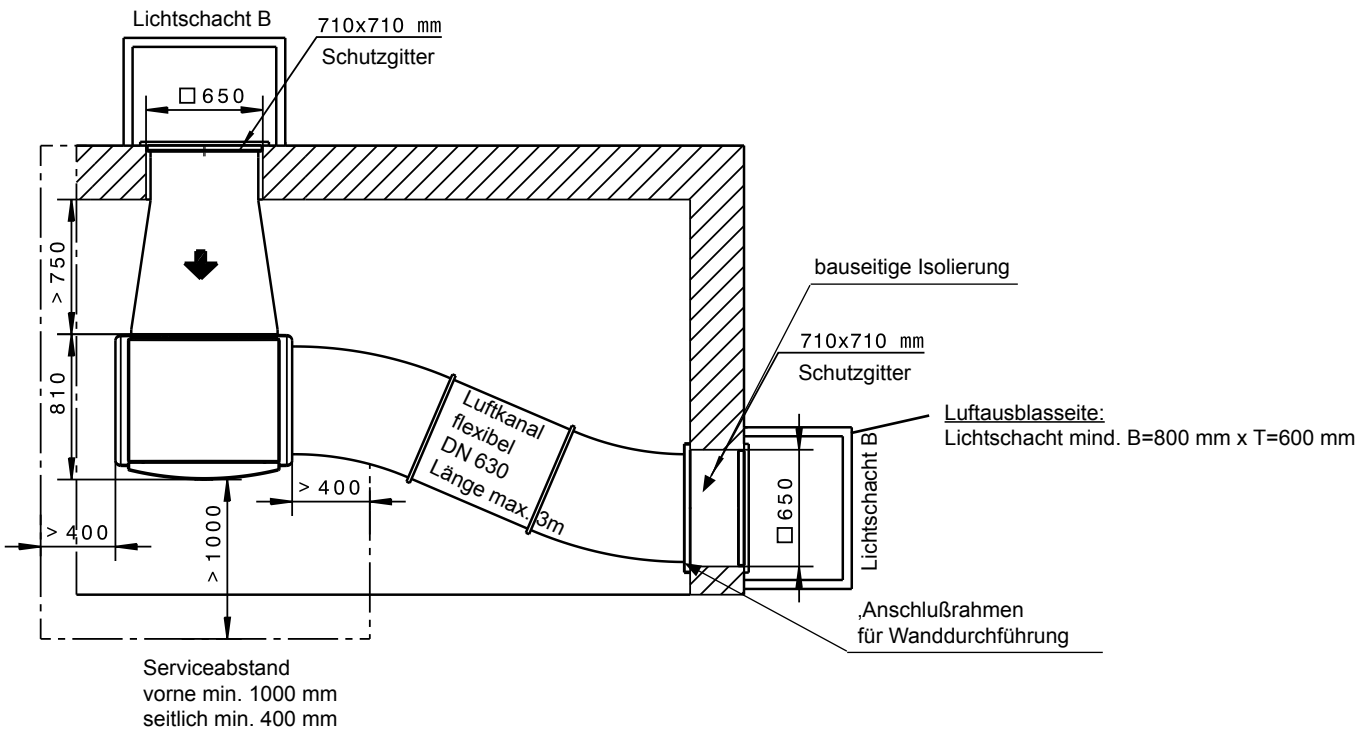 Lichtschacht B
710x710 mm
Schutzgitter
□ 650
> 750
810
bauseitige Isolierung
710x710 mm
Schutzgitter
Luftausblasseite:
Lichtschacht mind. B=800 mm x T=600 mm
Luftkanal
flexibel
DN 630
Länge max. 3m
> 400
> 400
> 1000
□ 650
Lichtschacht B
,Anschlußrahmen
für Wanddurchführung
Serviceabstand
vorne min. 1000 mm
seitlich min. 400 mm